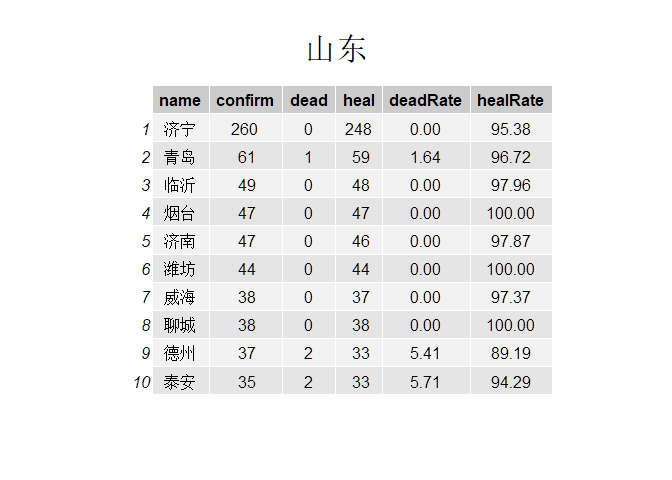 山东
name confirm dead heal deadRate healRate
1 济宁 260 0 248 0.00 95.38
2 青岛 61 1 59 1.64 96.72
3 临沂 49 0 48 0.00 97.96
4 烟台 47 0 47 0.00 100.00
5 济南 47 0 46 0.00 97.87
6 潍坊 44 0 44 0.00 100.00
7 威海 38 0 37 0.00 97.37
8 聊城 38 0 38 0.00 100.00
9 德州 37 2 33 5.41 89.19
10 泰安 35 2 33 5.71 94.29